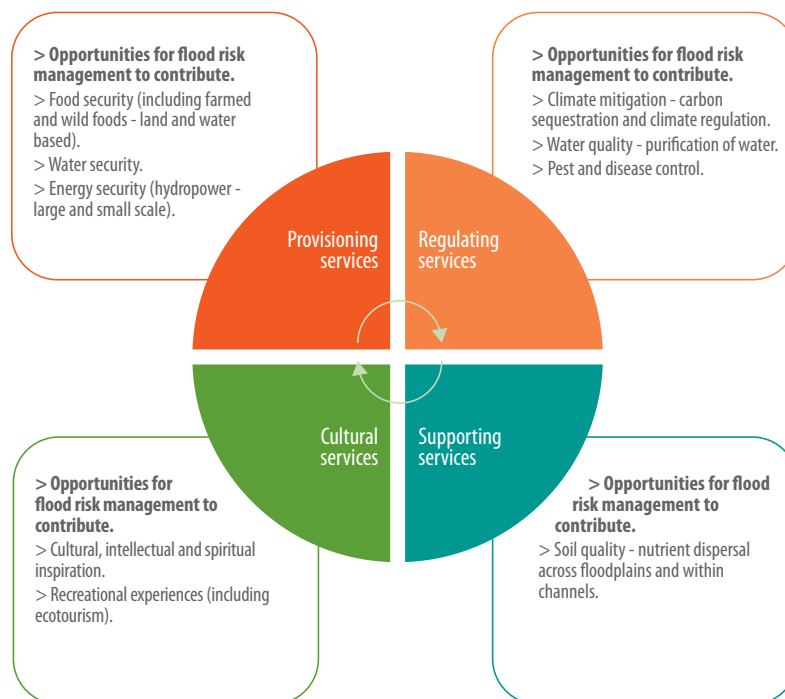 > Opportunities for flood risk
management to contribute.
> Food security (including farmed
and wild foods - land and water
based).
> Water security.
> Energy security (hydropower -
large and small scale).
> Opportunities for flood risk
management to contribute.
> Climate mitigation - carbon
sequestration and climate regulation.
> Water quality - purification of water.
> Pest and disease control.
Provisioning
services
Regulating
services
Cultural
services
Supporting
services
> Opportunities for
flood risk management to
contribute.
> Cultural, intellectual and spiritual
inspiration.
> Recreational experiences (including
ecotourism).
> Opportunities for flood
risk management to
contribute.
> Soil quality - nutrient dispersal
across floodplains and within
channels.